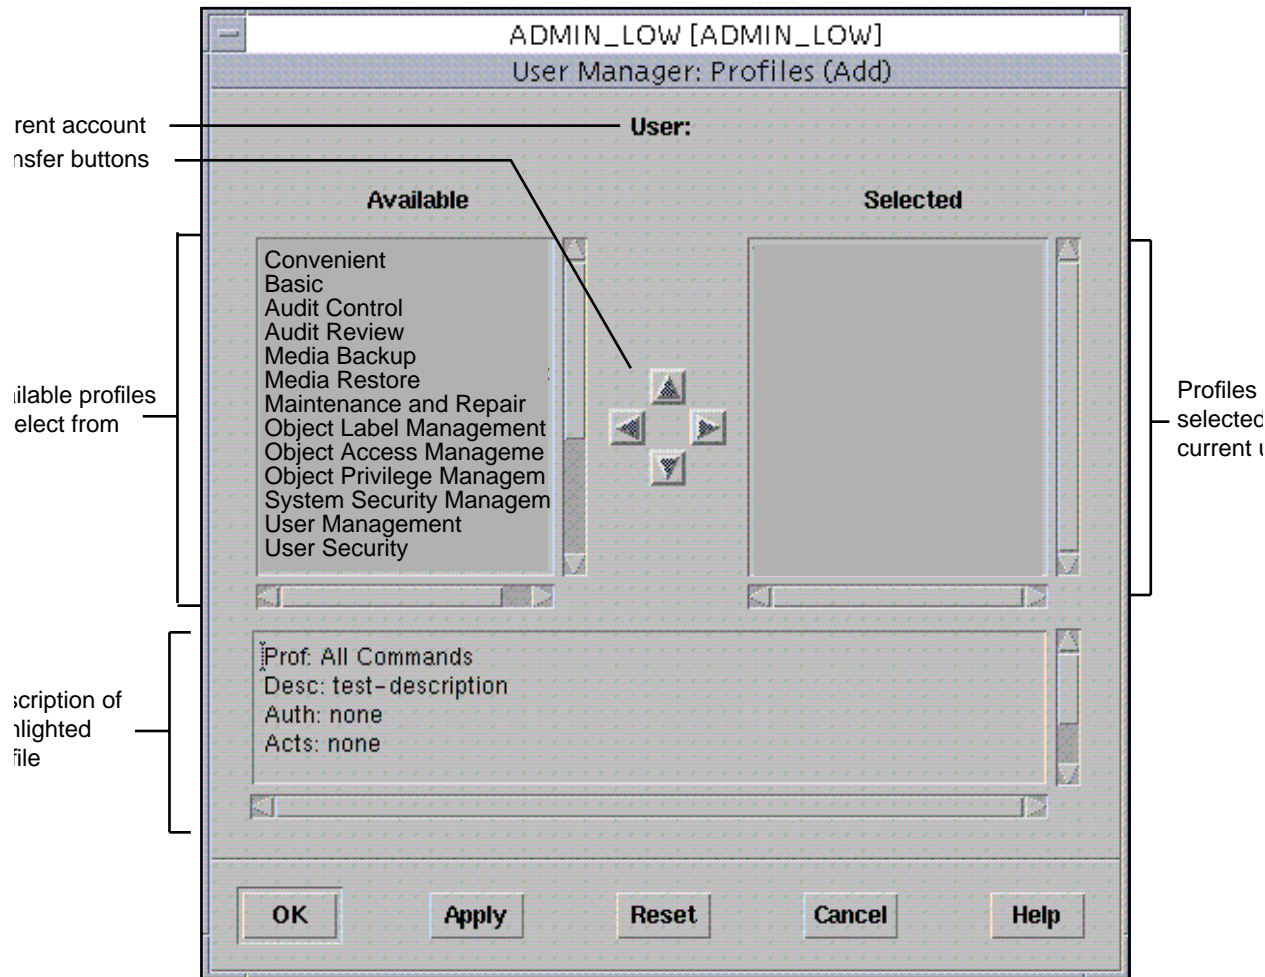 ADMIN_LOW [ADMIN_LOW]
User Manager: Profiles (Add)
rent account
User:
nsfer buttons
Available
Selected
Convenient
Basic
Audit Control
Audit Review
Media Backup
Media Restore
Maintenance and Repair
Object Label Management
Object Access Manageme
Object Privilege Managem
System Security Managem
User Management
User Security
ilable profiles
elect from
Profiles
selected
current u
Prof: All Commands
Desc: test-description
Auth: none
Acts: none
scription of
hlighted
file
OK
Apply
Reset
Cancel
Help